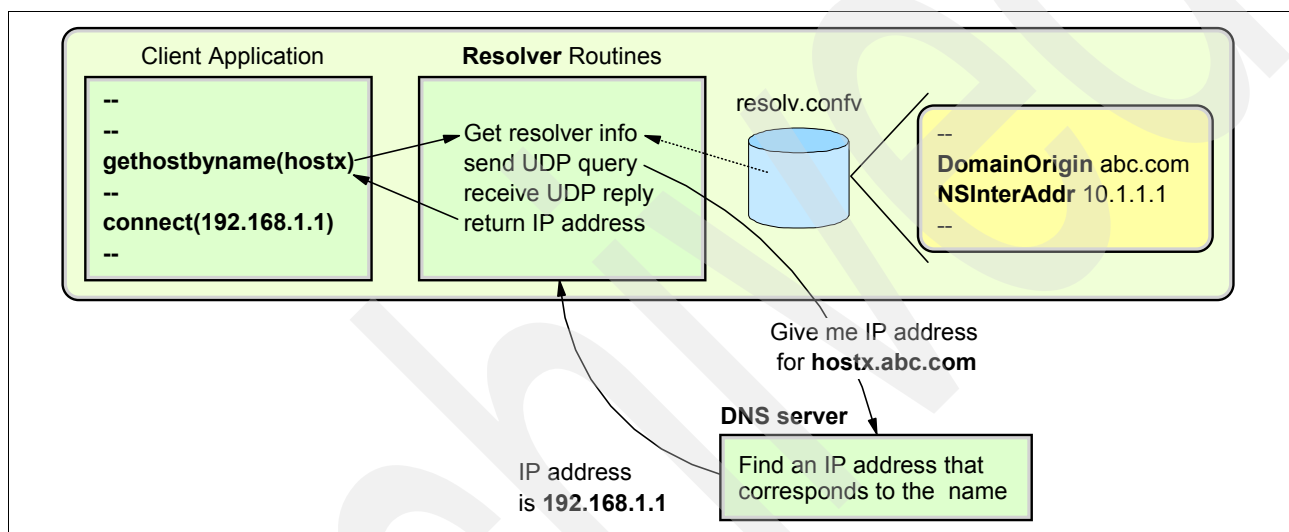 Client Application
--
--
gethostbyname(hostx)
--
connect(192.168.1.1)
--
Resolver Routines
Get resolver info
send UDP query
receive UDP reply
return IP address
resolv.confv
--
DomainOrigin abc.com
NSInterAddr 10.1.1.1
--
Give me IP address
for hostx.abc.com
DNS server
Find an IP address that
corresponds to the name
IP address
is 192.168.1.1